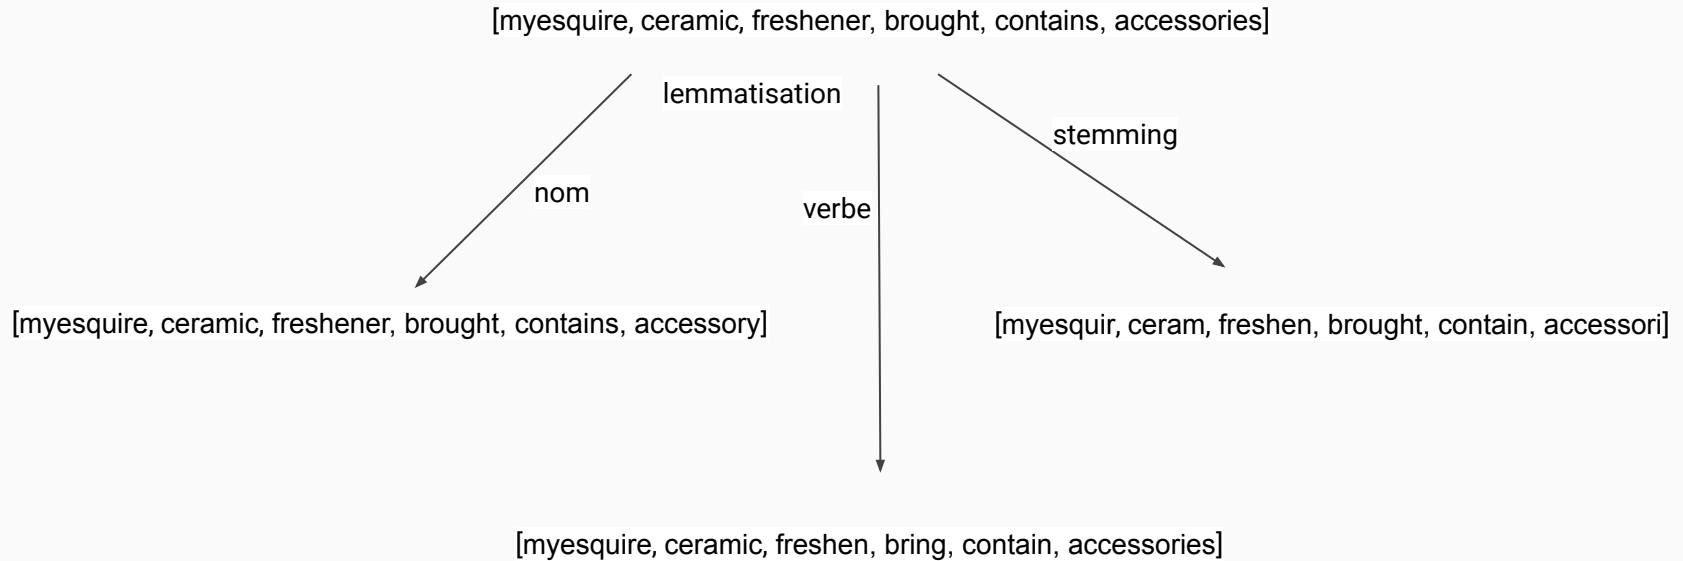 [myesquire, ceramic, freshener, brought, contains, accessories]
lemmatisation
stemming
nom
verbe
[myesquire, ceramic, freshener, brought, contains, accessory]
[myesquir, ceram, freshen, brought, contain, accessori]
[myesquire, ceramic, freshen, bring, contain, accessories]